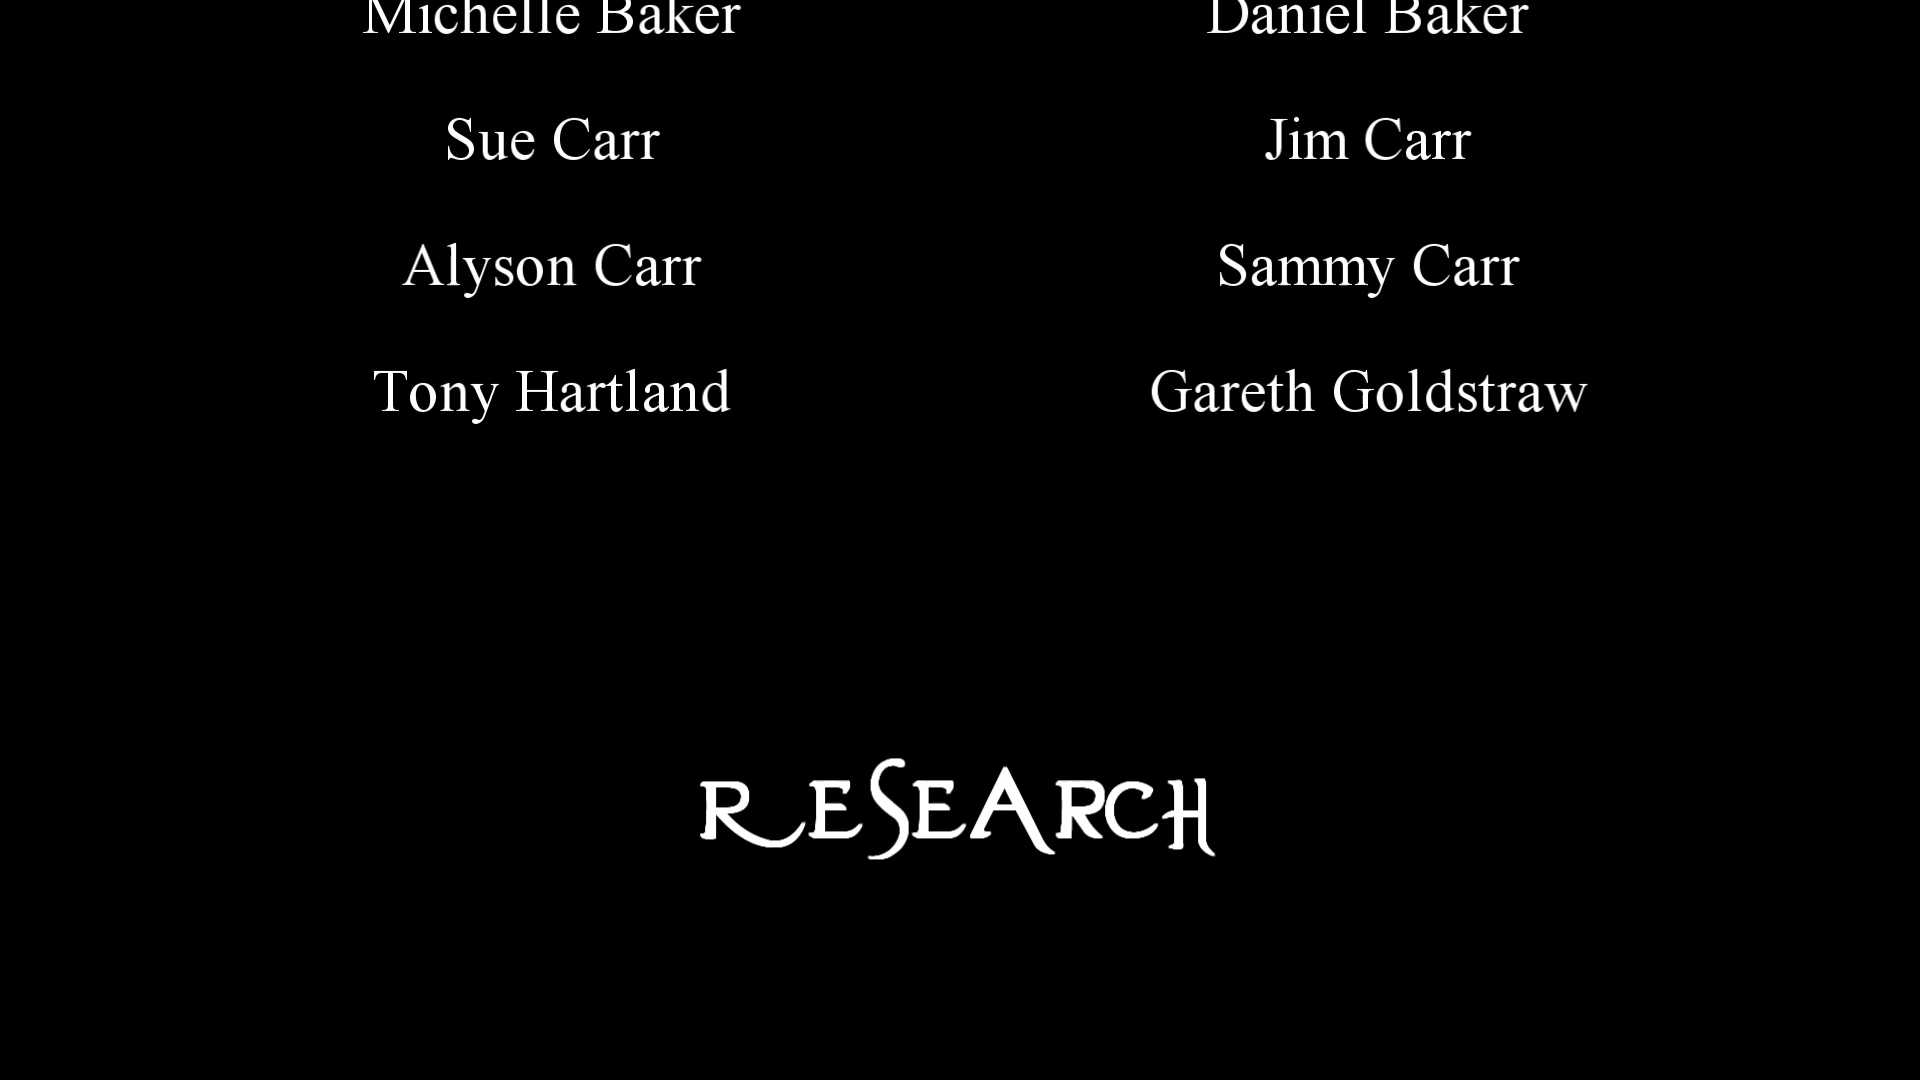 Michelle Baker Daniel Baker
Sue Carr Jim Carr
Alyson Carr Sammy Carr
Tony Hartland Gareth Goldstraw
RESEARCH